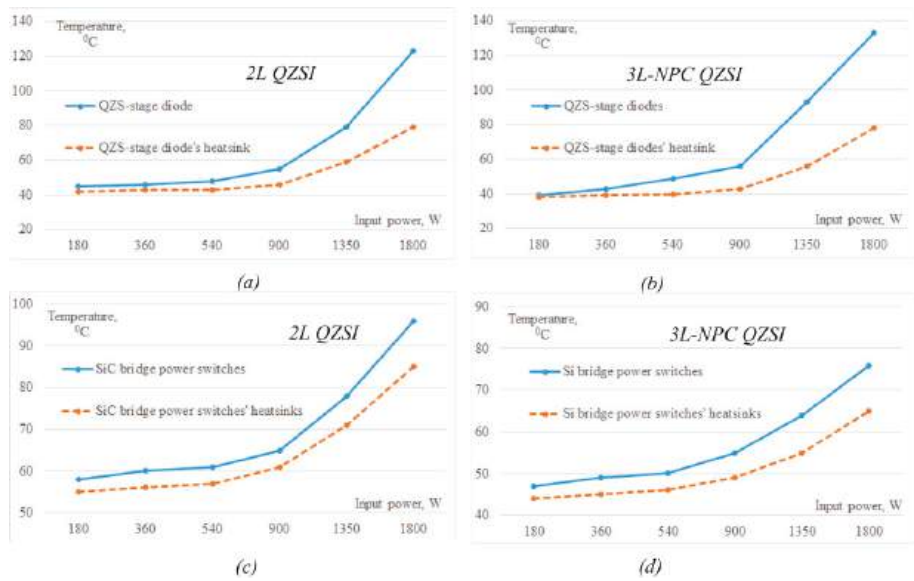 140
Temperature,
⁰C
120
2L QZSI
100
QZS-stage diode
80
QZS-stage diode's heatsink
60
40
Input power, W
20
180 360 540 900 1350 1800
(a)
140
Temperature,
⁰C
120
3L-NPC QZSI
100
QZS-stage diodes
80
QZS-stage diodes' heatsink
60
40
Input power, W
20
180 360 540 900 1350 1800
(b)
100
Temperature,
⁰C
2L QZSI
90
SiC bridge power switches
80
SiC bridge power switches' heatsinks
70
60
Input power, W
50
180 360 540 900 1350 1800
(c)
90
Temperature,
⁰C
3L-NPC QZSI
80
Si bridge power switches
70
Si bridge power switches' heatsinks
60
50
Input power, W
40
180 360 540 900 1350 1800
(d)